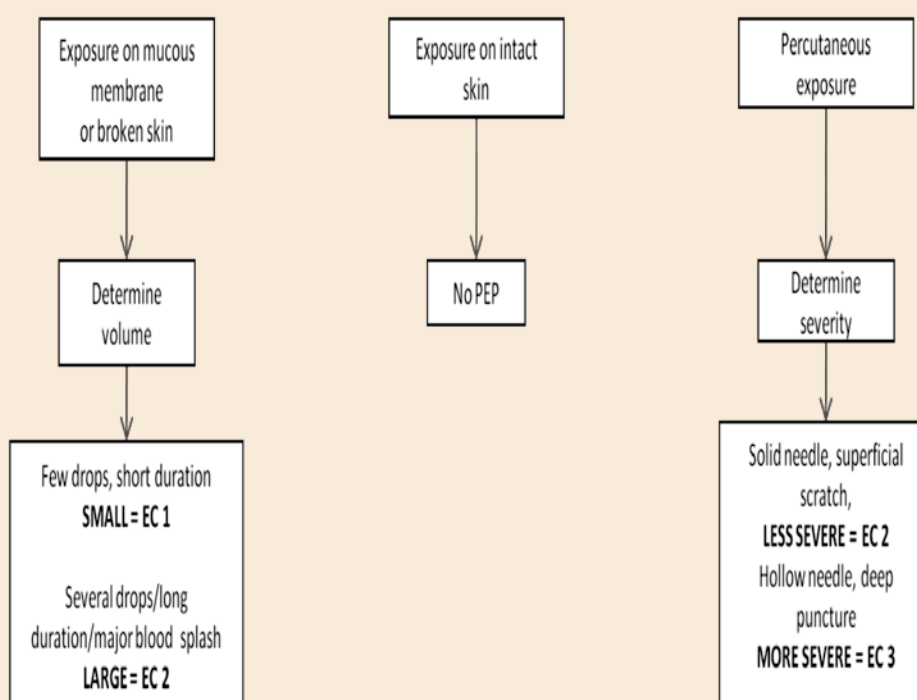 Exposure on mucous
membrane
or broken skin
Determine
volume
Few drops, short duration
SMALL = EC 1
Several drops/long
duration/major blood splash
LARGE = EC 2
Exposure on intact
skin
No PEP
Percutaneous
exposure
Determine
severity
Solid needle, superficial
scratch,
LESS SEVERE = EC 2
Hollow needle, deep
puncture
MORE SEVERE = EC 3